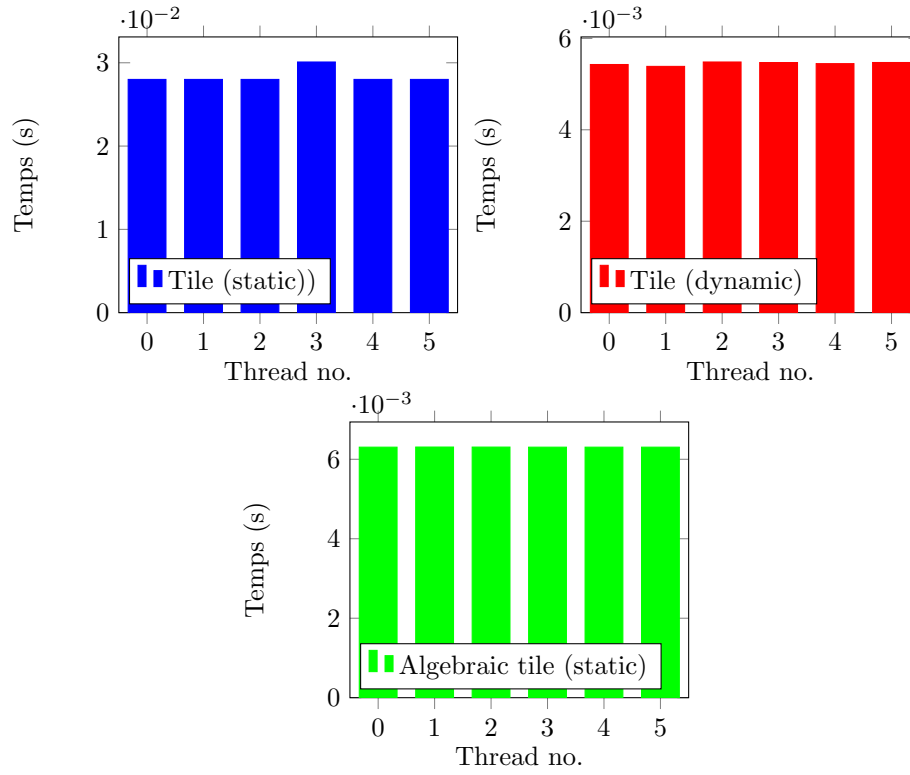 ·10⁻²
3
2
1
0
Temps (s)
Tile (static))
0 1 2 3 4 5
Thread no.
·10⁻³
6
4
2
0
Temps (s)
Tile (dynamic)
0 1 2 3 4 5
Thread no.
·10⁻³
6
4
2
0
Temps (s)
Algebraic tile (static)
0 1 2 3 4 5
Thread no.